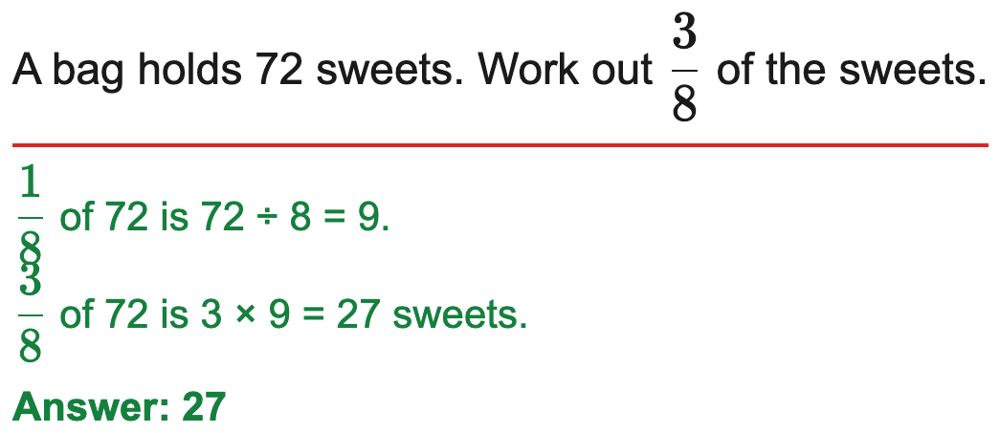 A bag holds 72 sweets. Work out 3/8 of the sweets.
1/8 of 72 is 72 ÷ 8 = 9.
3/8 of 72 is 3 × 9 = 27 sweets.
Answer: 27